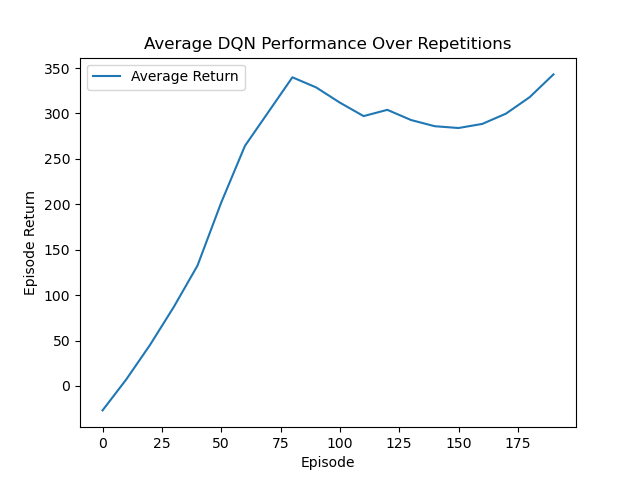 Average DQN Performance Over Repetitions
Average Return
350
300
250
200
150
100
50
0
Episode Return
0 25 50 75 100 125 150 175
Episode